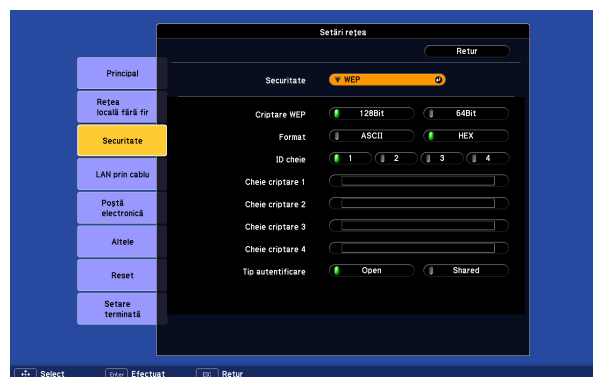 Setări rețea
Retur
Principal
Securitate WEP
Rețea
locală fără fir
Criptare WEP 128Bit 64Bit
Securitate
Format ASCII HEX
ID cheie 1 2 3 4
LAN prin cablu
Cheie criptare 1
Poștă
electronică
Cheie criptare 2
Cheie criptare 3
Altele
Cheie criptare 4
Reset
Tip autentificare Open Shared
Setare
terminată
Select Enter Efectuat ESC Retur